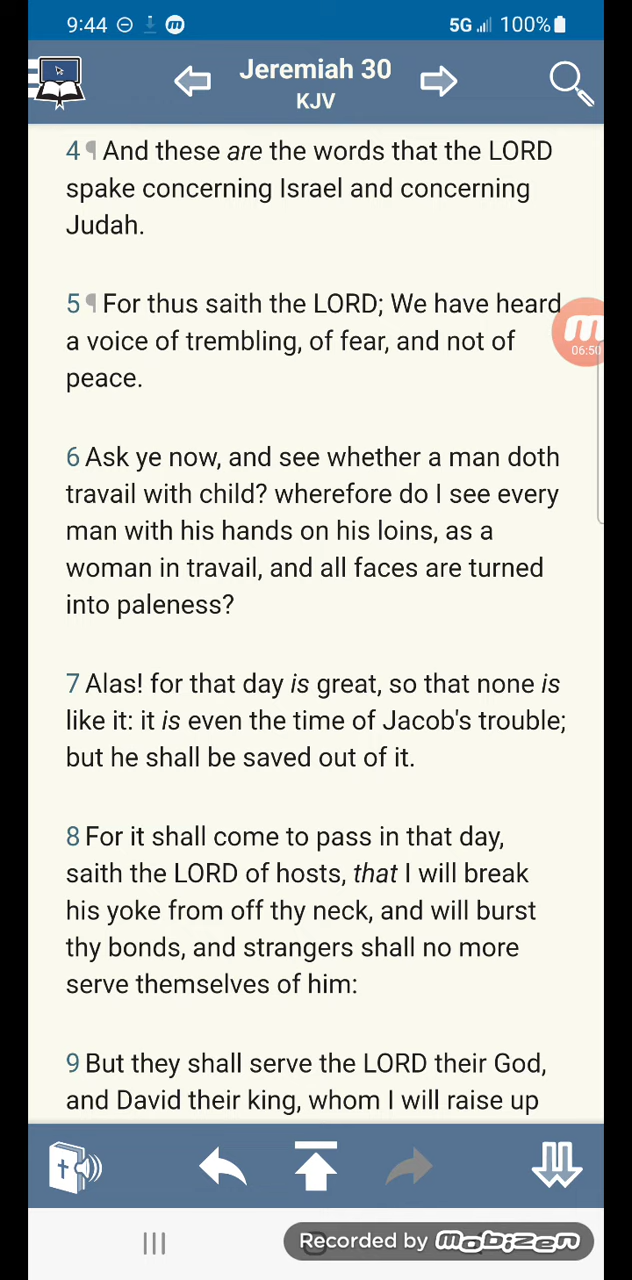 9:44
5G 100%
Jeremiah 30
KJV
4 ¶ And these are the words that the LORD
spake concerning Israel and concerning
Judah.
5 ¶ For thus saith the LORD; We have heard
a voice of trembling, of fear, and not of
peace.
m
06:50
6 Ask ye now, and see whether a man doth
travail with child? wherefore do I see every
man with his hands on his loins, as a
woman in travail, and all faces are turned
into paleness?
7 Alas! for that day is great, so that none is
like it: it is even the time of Jacob's trouble;
but he shall be saved out of it.
8 For it shall come to pass in that day,
saith the LORD of hosts, that I will break
his yoke from off thy neck, and will burst
thy bonds, and strangers shall no more
serve themselves of him:
9 But they shall serve the LORD their God,
and David their king, whom I will raise up
Recorded by mobizen